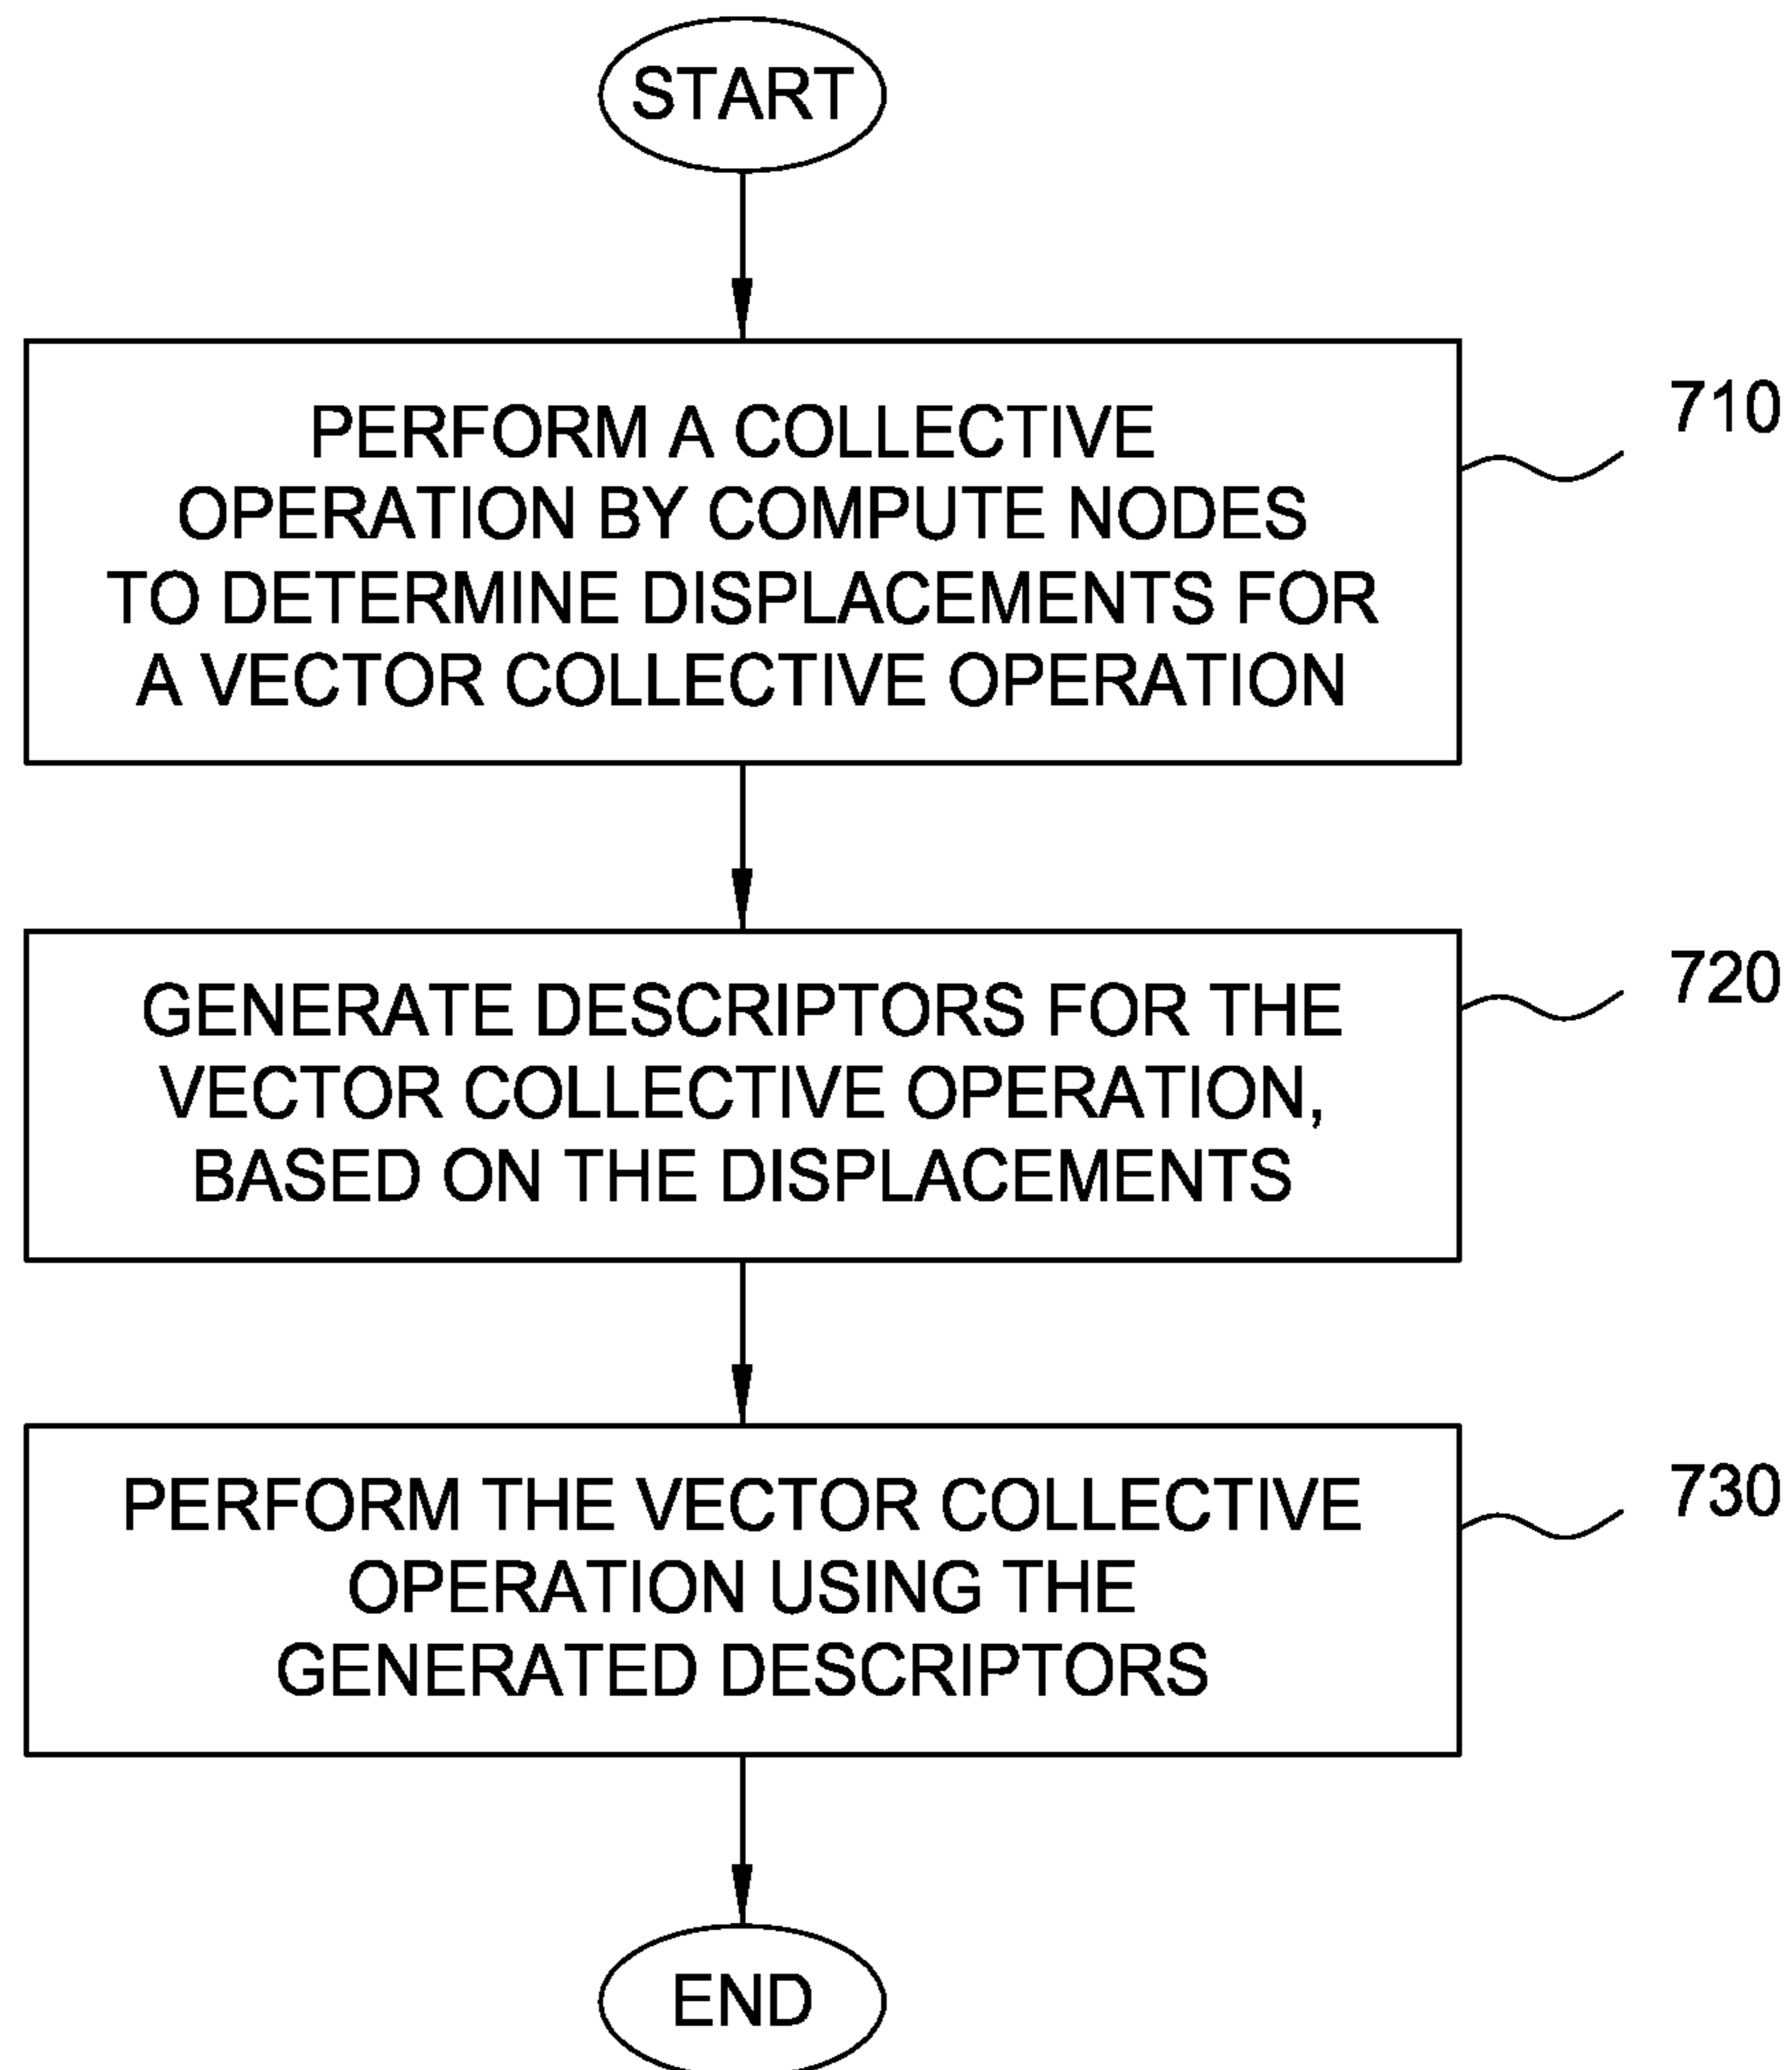 START
PERFORM A COLLECTIVE
OPERATION BY COMPUTE NODES
TO DETERMINE DISPLACEMENTS FOR
A VECTOR COLLECTIVE OPERATION
710
GENERATE DESCRIPTORS FOR THE
VECTOR COLLECTIVE OPERATION,
BASED ON THE DISPLACEMENTS
720
PERFORM THE VECTOR COLLECTIVE
OPERATION USING THE
GENERATED DESCRIPTORS
730
END